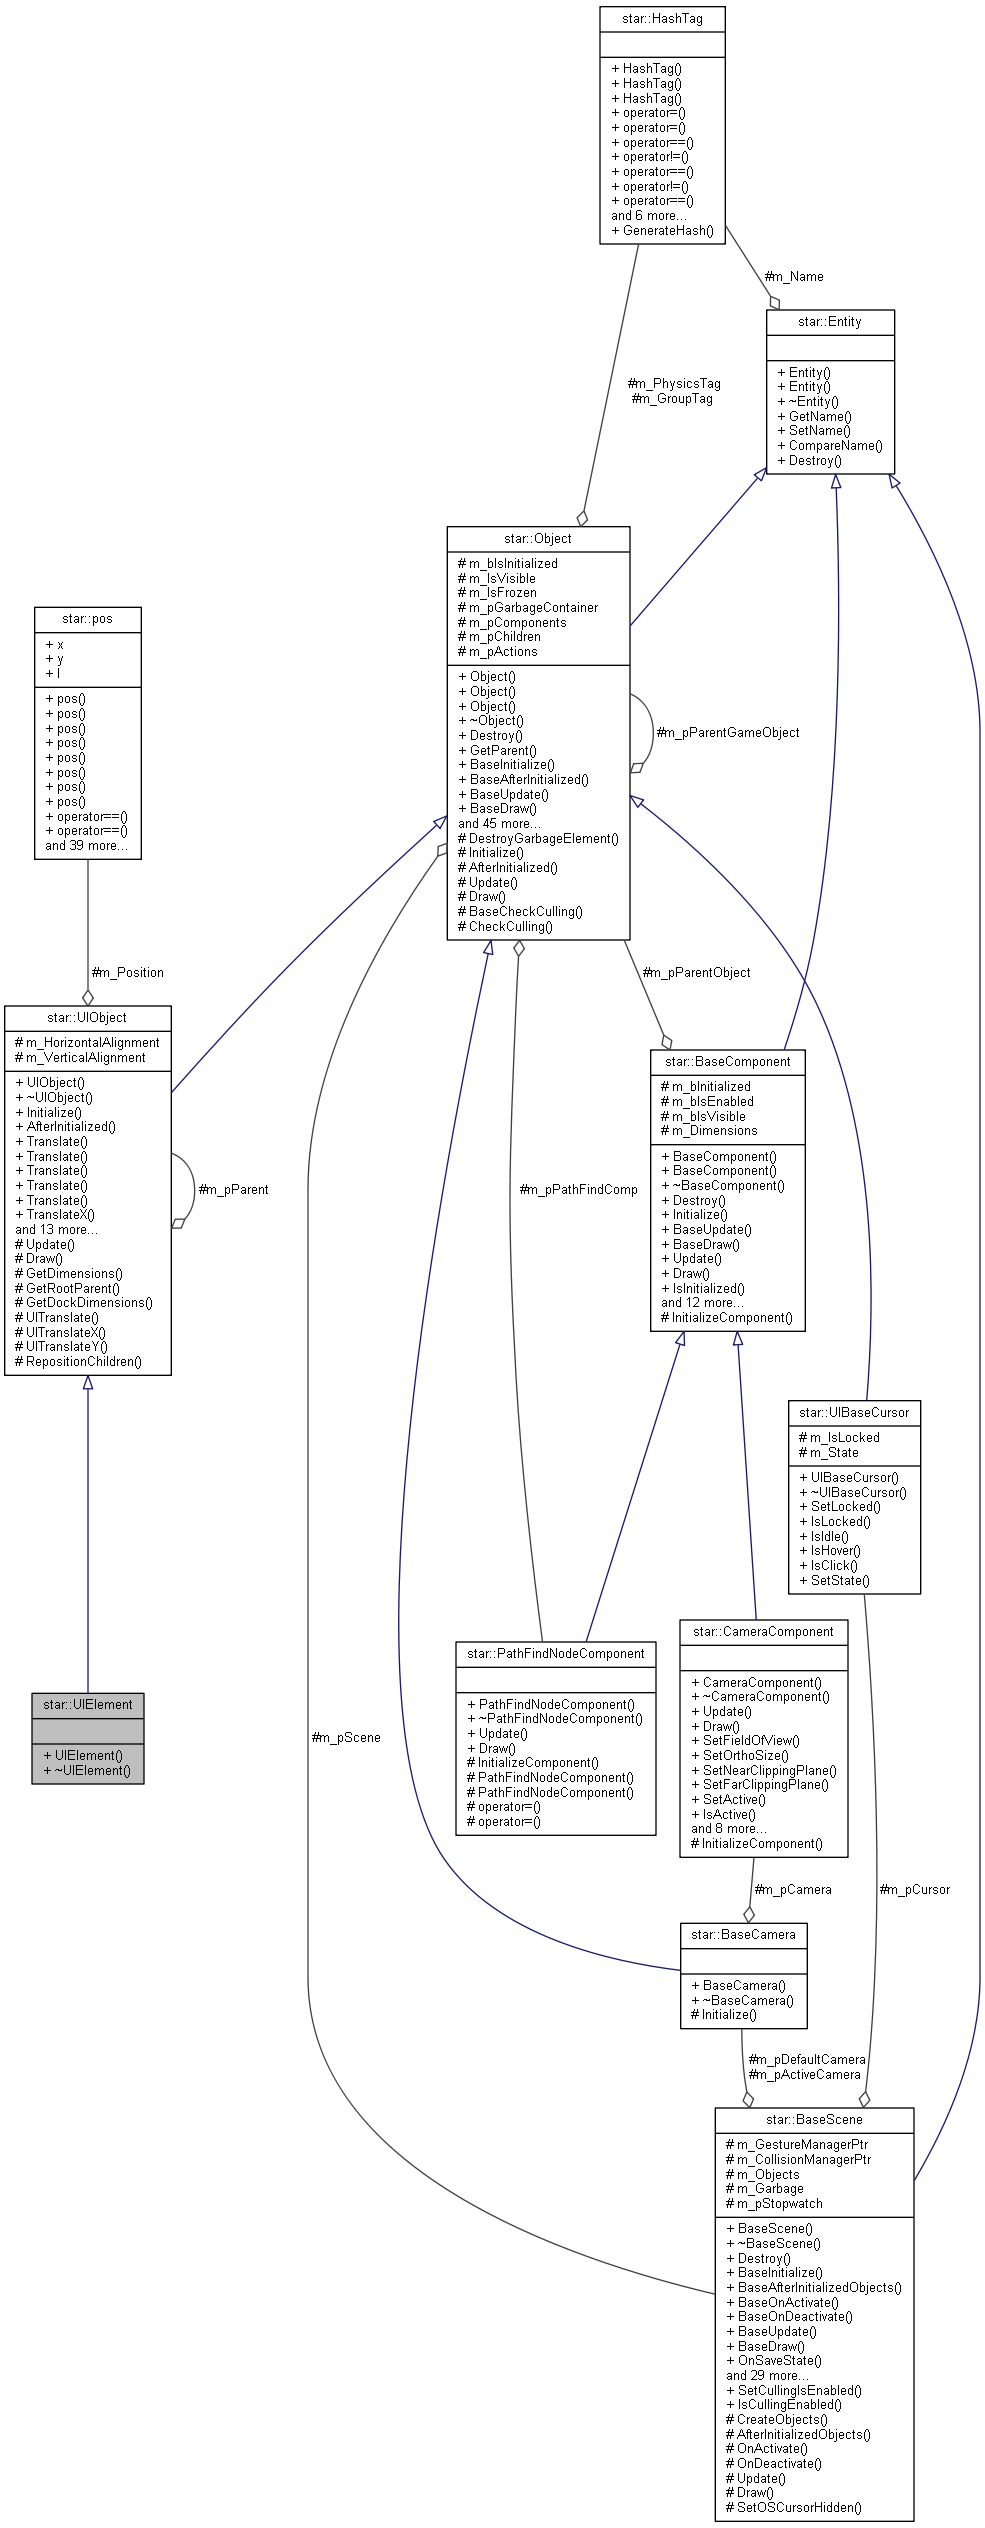 star::HashTag
+ HashTag()
+ HashTag()
+ HashTag()
+ operator=()
+ operator=()
+ operator==()
+ operator!=()
+ operator==()
+ operator!=()
+ operator==()
and 6 more...
+ GenerateHash()
#m_Name
star::Entity
+ Entity()
+ Entity()
+ ~Entity()
+ GetName()
+ SetName()
+ CompareName()
+ Destroy()
#m_PhysicsTag
#m_GroupTag
star::Object
# m_bIsInitialized
# m_IsVisible
# m_IsFrozen
# m_pGarbageContainer
# m_pComponents
# m_pChildren
# m_pActions
+ Object()
+ Object()
+ Object()
+ ~Object()
+ Destroy()
+ GetParent()
+ BaseInitialize()
+ BaseAfterInitialized()
+ BaseUpdate()
+ BaseDraw()
and 45 more...
# DestroyGarbageElement()
# Initialize()
# AfterInitialized()
# Update()
# Draw()
# BaseCheckCulling()
# CheckCulling()
#m_pParentGameObject
star::pos
+ x
+ y
+ l
+ pos()
+ pos()
+ pos()
+ pos()
+ pos()
+ pos()
+ pos()
+ pos()
+ operator==()
+ operator==()
and 39 more...
#m_Position
#m_pParentObject
star::UIObject
# m_HorizontalAlignment
# m_VerticalAlignment
+ UIObject()
+ ~UIObject()
+ Initialize()
+ AfterInitialized()
+ Translate()
+ Translate()
+ Translate()
+ Translate()
+ Translate()
+ TranslateX()
and 13 more...
# Update()
# Draw()
# GetDimensions()
# GetRootParent()
# GetDockDimensions()
# UITranslate()
# UITranslateX()
# UITranslateY()
# RepositionChildren()
#m_pParent
#m_pPathFindComp
star::BaseComponent
# m_bInitialized
# m_bIsEnabled
# m_bIsVisible
# m_Dimensions
+ BaseComponent()
+ BaseComponent()
+ ~BaseComponent()
+ Destroy()
+ Initialize()
+ BaseUpdate()
+ BaseDraw()
+ Update()
+ Draw()
+ IsInitialized()
and 12 more...
# InitializeComponent()
star::UIBaseCursor
# m_IsLocked
# m_State
+ UIBaseCursor()
+ ~UIBaseCursor()
+ SetLocked()
+ IsLocked()
+ IsIdle()
+ IsHover()
+ IsClick()
+ SetState()
star::UIElement
+ UIElement()
+ ~UIElement()
#m_pScene
star::PathFindNodeComponent
+ PathFindNodeComponent()
+ ~PathFindNodeComponent()
+ Update()
+ Draw()
# InitializeComponent()
# PathFindNodeComponent()
# PathFindNodeComponent()
# operator=()
# operator=()
star::CameraComponent
+ CameraComponent()
+ ~CameraComponent()
+ Update()
+ Draw()
+ SetFieldOfView()
+ SetOrthoSize()
+ SetNearClippingPlane()
+ SetFarClippingPlane()
+ SetActive()
+ IsActive()
and 8 more...
# InitializeComponent()
#m_pCamera
#m_pCursor
star::BaseCamera
+ BaseCamera()
+ ~BaseCamera()
# Initialize()
#m_pDefaultCamera
#m_pActiveCamera
star::BaseScene
# m_GestureManagerPtr
# m_CollisionManagerPtr
# m_Objects
# m_Garbage
# m_pStopwatch
+ BaseScene()
+ ~BaseScene()
+ Destroy()
+ BaseInitialize()
+ BaseAfterInitializedObjects()
+ BaseOnActivate()
+ BaseOnDeactivate()
+ BaseUpdate()
+ BaseDraw()
+ OnSaveState()
and 29 more...
+ SetCullingIsEnabled()
+ IsCullingEnabled()
# CreateObjects()
# AfterInitializedObjects()
# OnActivate()
# OnDeactivate()
# Update()
# Draw()
# SetOSCursorHidden()